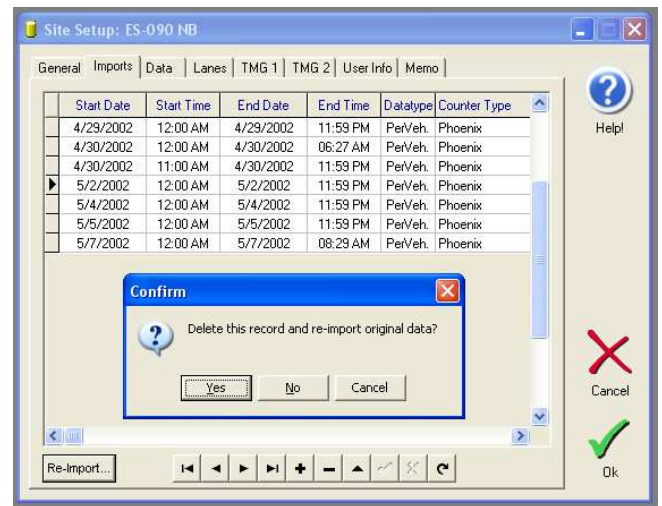 Site Setup: ES-090 NB
General Imports Data Lanes TMG 1 TMG 2 User Info Memo
Start Date Start Time End Date End Time Datatype Counter Type
4/29/2002 12:00 AM 4/29/2002 11:59 PM PerVeh. Phoenix
4/30/2002 12:00 AM 4/30/2002 06:27 AM PerVeh. Phoenix
4/30/2002 11:00 AM 4/30/2002 11:59 PM PerVeh. Phoenix
5/2/2002 12:00 AM 5/2/2002 11:59 PM PerVeh. Phoenix
5/4/2002 12:00 AM 5/4/2002 11:59 PM PerVeh. Phoenix
5/5/2002 12:00 AM 5/5/2002 11:59 PM PerVeh. Phoenix
5/7/2002 12:00 AM 5/7/2002 08:29 AM PerVeh. Phoenix
Help!
Confirm
Delete this record and re-import original data?
Yes No Cancel
Cancel
Re-Import...
Ok